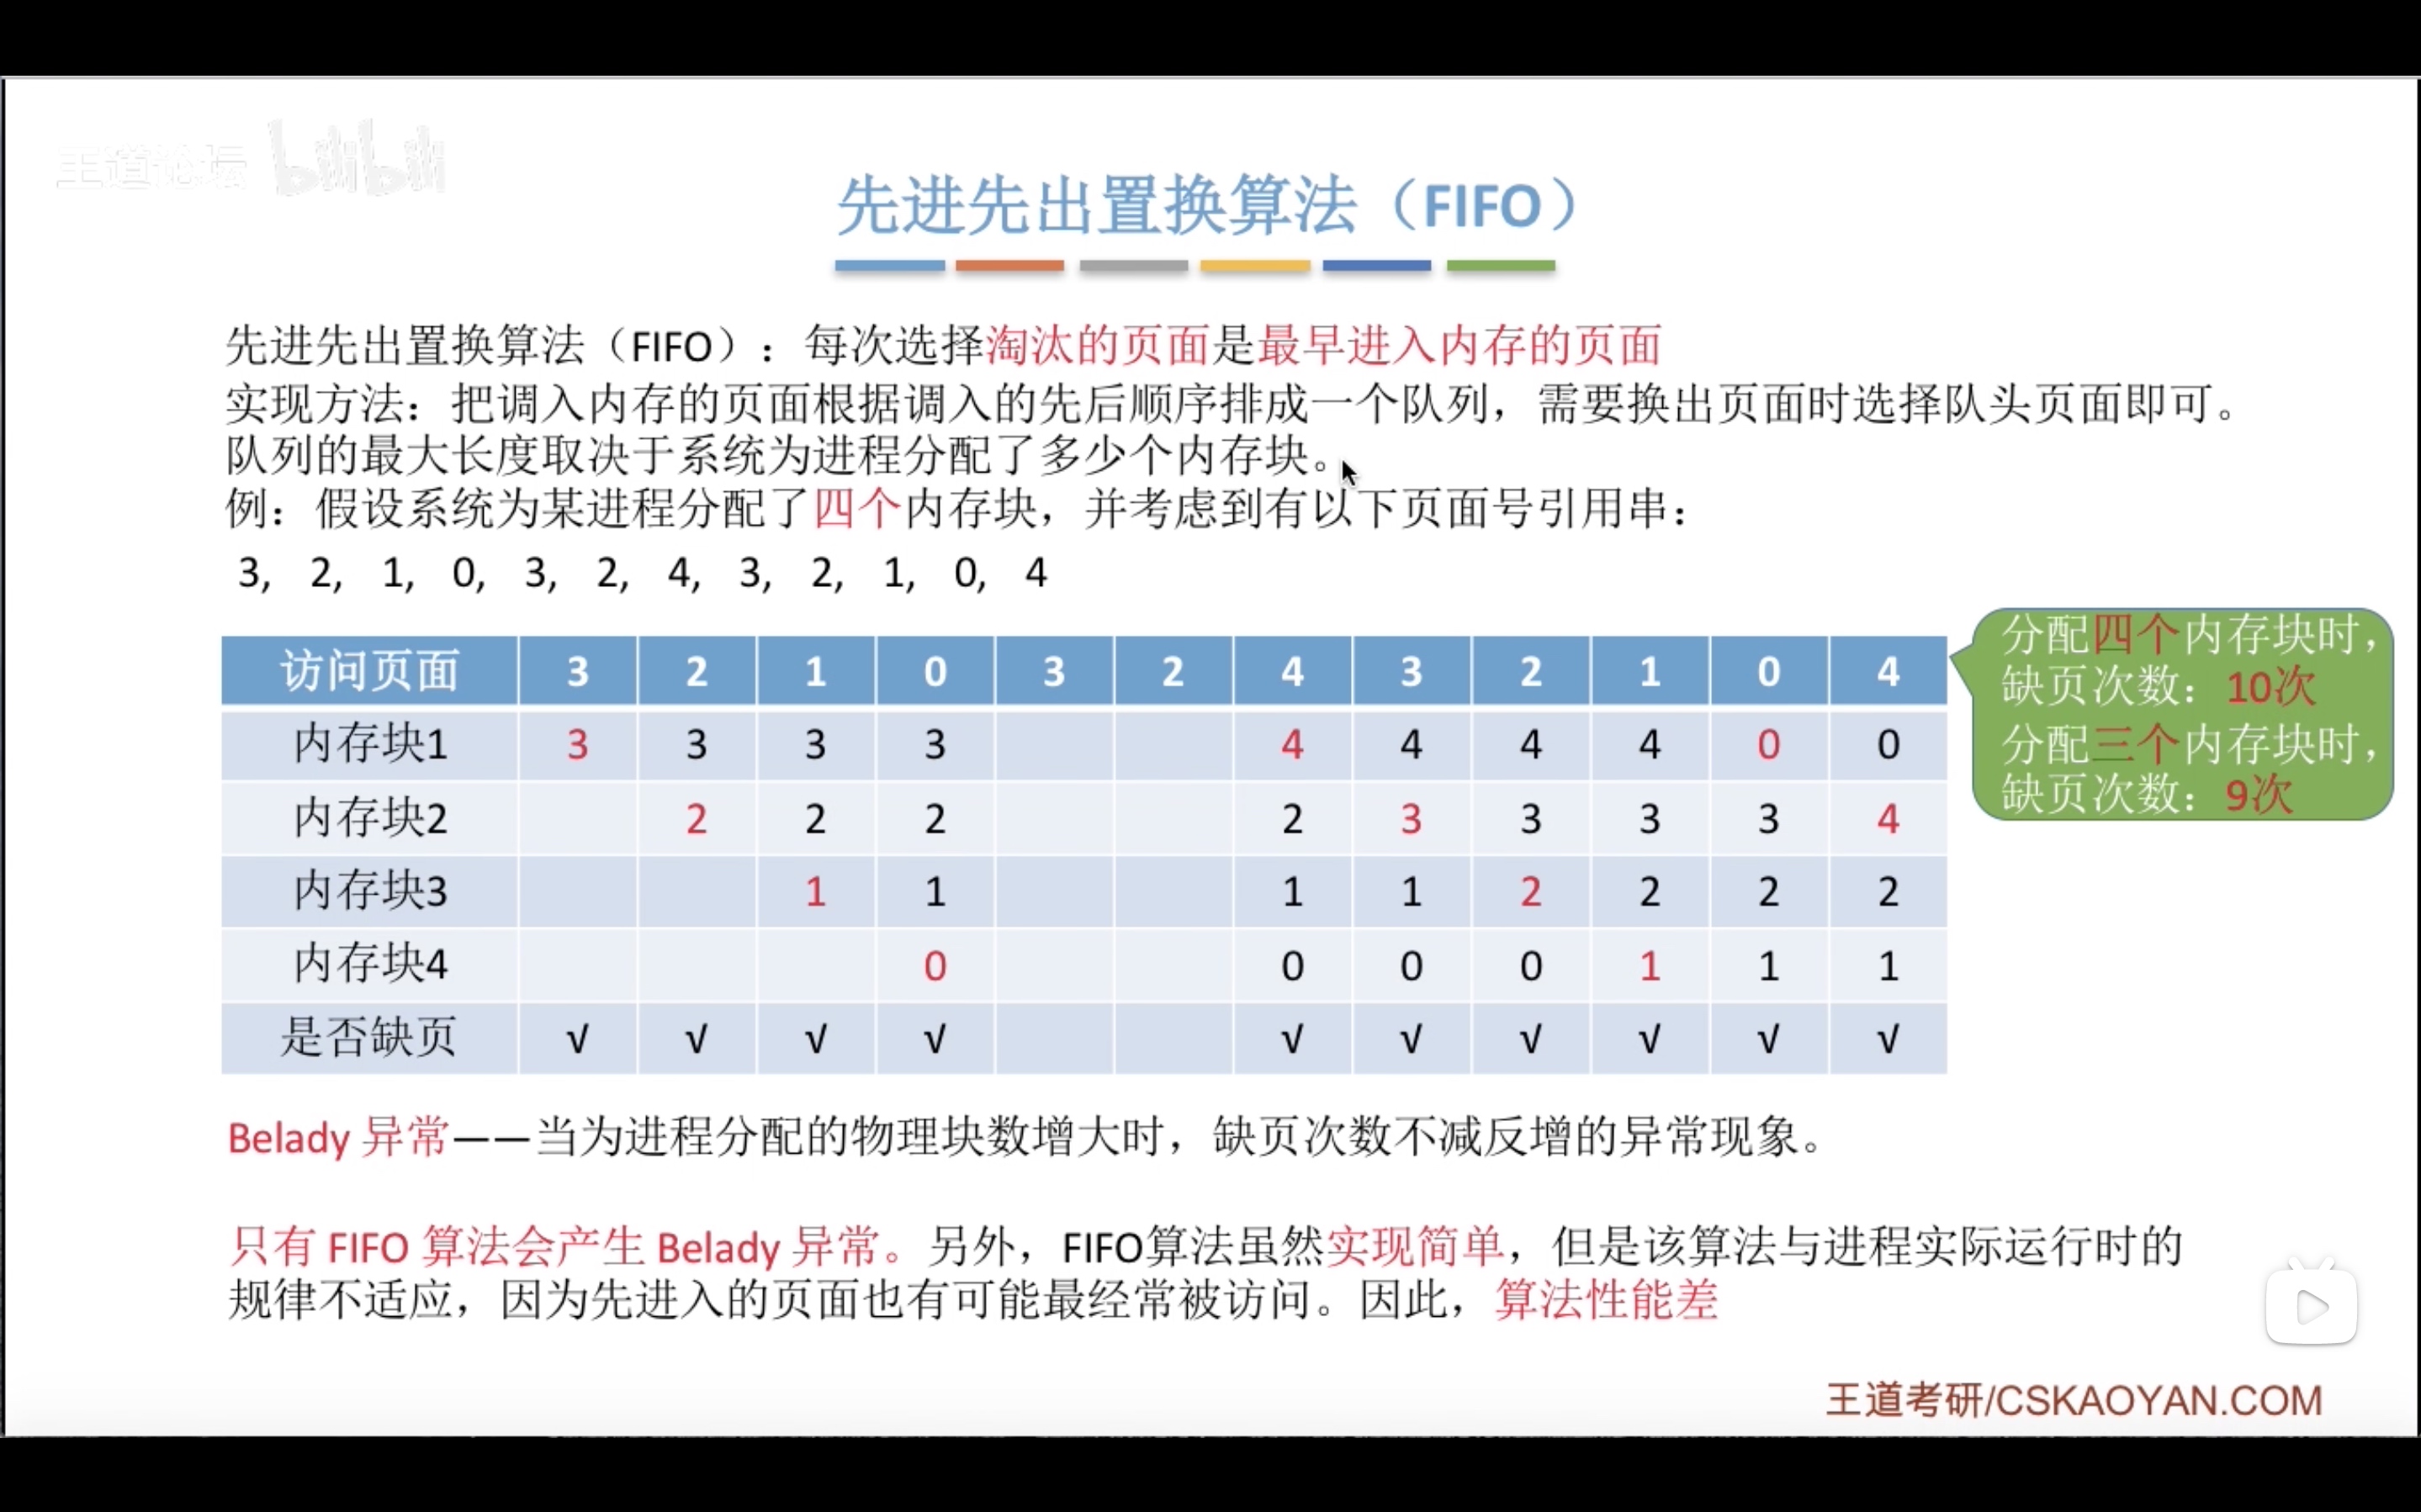 王道论坛 bilibili
先进先出置换算法（FIFO）
先进先出置换算法（FIFO）：每次选择淘汰的页面是最早进入内存的页面
实现方法：把调入内存的页面根据调入的先后顺序排成一个队列，需要换出页面时选择队头页面即可。
队列的最大长度取决于系统为进程分配了多少个内存块。
例：假设系统为某进程分配了四个内存块，并考虑到有以下页面号引用串：
3, 2, 1, 0, 3, 2, 4, 3, 2, 1, 0, 4
访问页面 3 2 1 0 3 2 4 3 2 1 0 4
内存块1 3 3 3 3 4 4 4 4 0 0
内存块2 2 2 2 2 3 3 3 3 4
内存块3 1 1 1 1 2 2 2 2
内存块4 0 0 0 0 1 1 1
是否缺页 √ √ √ √ √ √ √ √ √ √
分配四个内存块时，
缺页次数：10次
分配三个内存块时，
缺页次数：9次
Belady 异常——当为进程分配的物理块数增大时，缺页次数不减反增的异常现象。
只有 FIFO 算法会产生 Belady 异常。另外，FIFO算法虽然实现简单，但是该算法与进程实际运行时的
规律不适应，因为先进入的页面也有可能最经常被访问。因此，算法性能差
王道考研/CSKAOYAN.COM